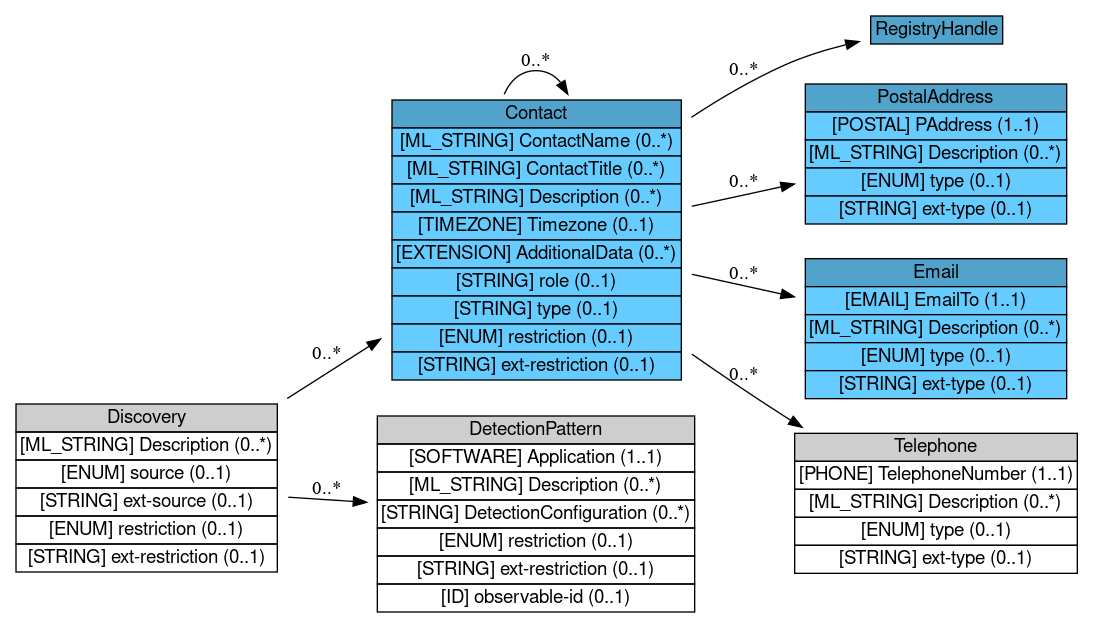 RegistryHandle
0..*
0..*
Contact
[ML_STRING] ContactName (0..*)
[ML_STRING] ContactTitle (0..*)
[ML_STRING] Description (0..*)
[TIMEZONE] Timezone (0..1)
[EXTENSION] AdditionalData (0..*)
[STRING] role (0..1)
[STRING] type (0..1)
[ENUM] restriction (0..1)
[STRING] ext-restriction (0..1)
PostalAddress
[POSTAL] PAddress (1..1)
[ML_STRING] Description (0..*)
[ENUM] type (0..1)
[STRING] ext-type (0..1)
0..*
0..*
Email
[EMAIL] EmailTo (1..1)
[ML_STRING] Description (0..*)
[ENUM] type (0..1)
[STRING] ext-type (0..1)
0..*
0..*
Discovery
[ML_STRING] Description (0..*)
[ENUM] source (0..1)
[STRING] ext-source (0..1)
[ENUM] restriction (0..1)
[STRING] ext-restriction (0..1)
0..*
DetectionPattern
[SOFTWARE] Application (1..1)
[ML_STRING] Description (0..*)
[STRING] DetectionConfiguration (0..*)
[ENUM] restriction (0..1)
[STRING] ext-restriction (0..1)
[ID] observable-id (0..1)
Telephone
[PHONE] TelephoneNumber (1..1)
[ML_STRING] Description (0..*)
[ENUM] type (0..1)
[STRING] ext-type (0..1)